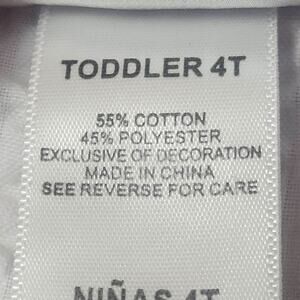 TODDLER 4T
55% COTTON
45% POLYESTER
EXCLUSIVE OF DECORATION
MADE IN CHINA
SEE REVERSE FOR CARE
NIÑAS 4T